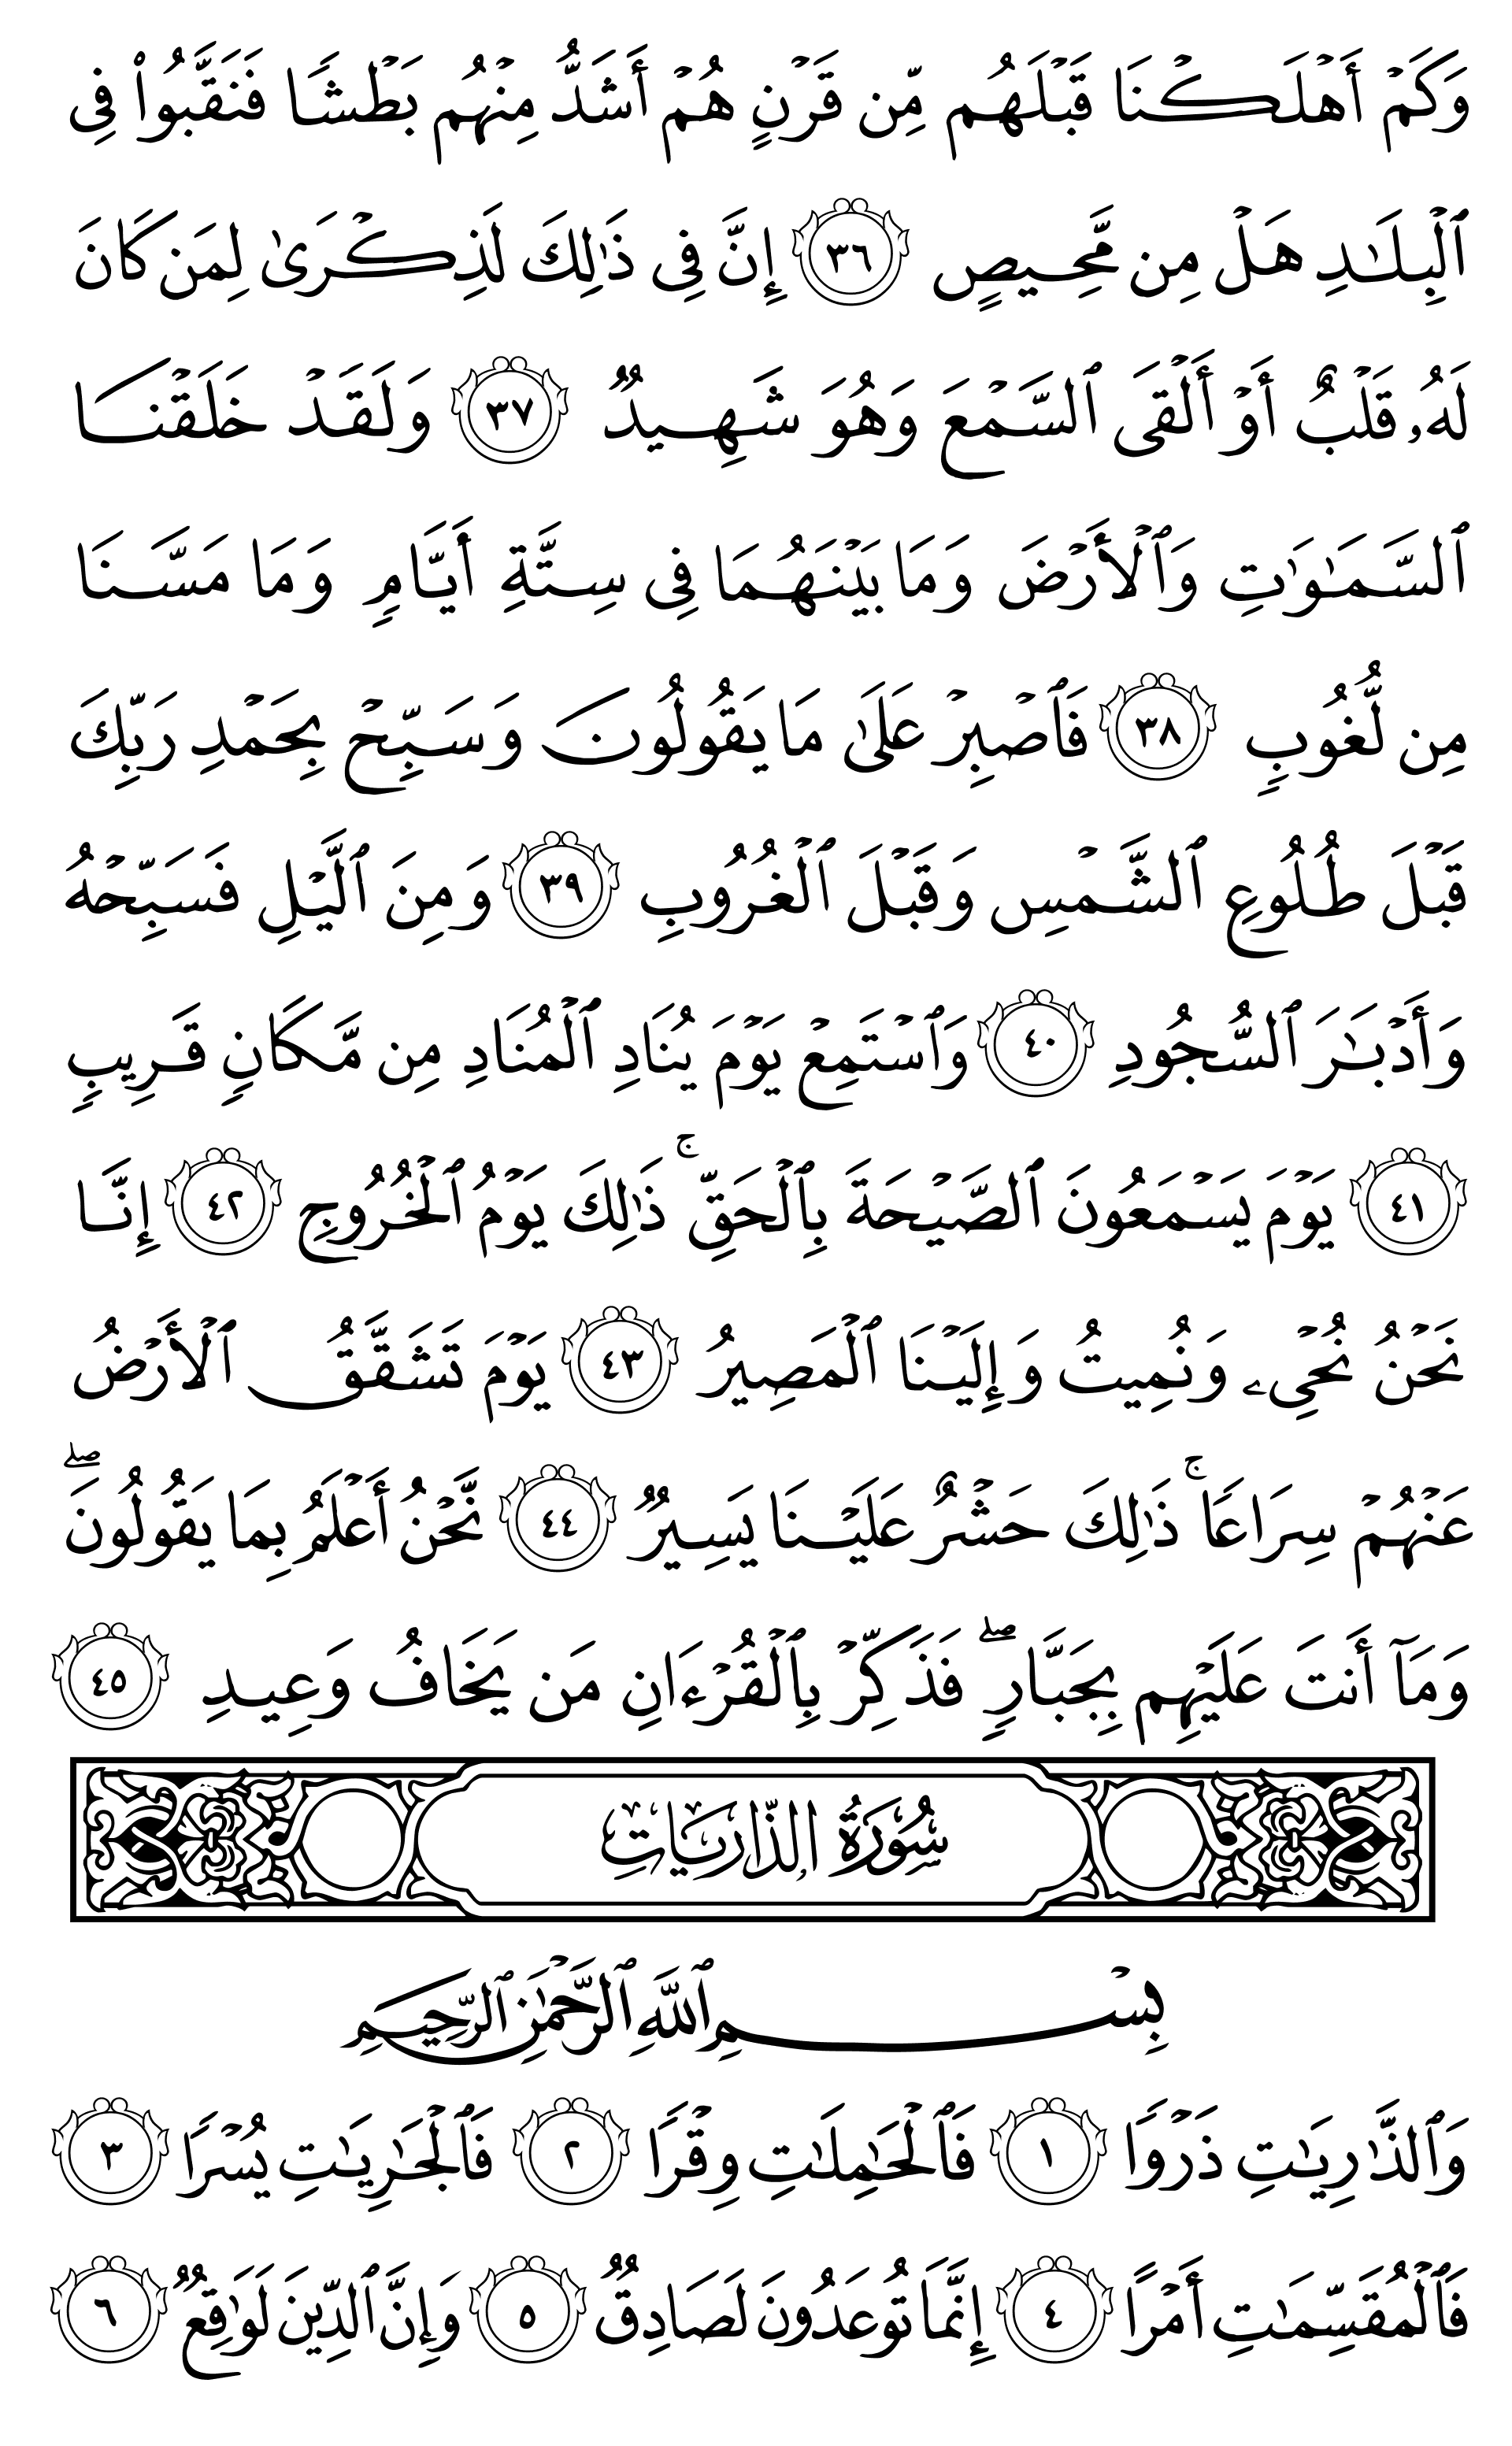 وَكَمۡ أَهۡلَكۡنَا قَبۡلَهُم مِّن قَرۡنٍ هُمۡ أَشَدُّ مِنۡهُم بَطۡشٗا فَنَقَّبُواْ فِي
ٱلۡبِلَٰدِ هَلۡ مِن مَّحِيصٍ ٣٦ إِنَّ فِي ذَٰلِكَ لَذِكۡرَىٰ لِمَن كَانَ
لَهُۥ قَلۡبٌ أَوۡ أَلۡقَى ٱلسَّمۡعَ وَهُوَ شَهِيدٞ ٣٧ وَلَقَدۡ خَلَقۡنَا
ٱلسَّمَٰوَٰتِ وَٱلۡأَرۡضَ وَمَا بَيۡنَهُمَا فِي سِتَّةِ أَيَّامٖ وَمَا مَسَّنَا
مِن لُّغُوبٖ ٣٨ فَٱصۡبِرۡ عَلَىٰ مَا يَقُولُونَ وَسَبِّحۡ بِحَمۡدِ رَبِّكَ
قَبۡلَ طُلُوعِ ٱلشَّمۡسِ وَقَبۡلَ ٱلۡغُرُوبِ ٣٩ وَمِنَ ٱلَّيۡلِ فَسَبِّحۡهُ
وَأَدۡبَٰرَ ٱلسُّجُودِ ٤٠ وَٱسۡتَمِعۡ يَوۡمَ يُنَادِ ٱلۡمُنَادِ مِن مَّكَانٖ قَرِيبٖ
٤١ يَوۡمَ يَسۡمَعُونَ ٱلصَّيۡحَةَ بِٱلۡحَقِّۚ ذَٰلِكَ يَوۡمُ ٱلۡخُرُوجِ ٤٢ إِنَّا
نَحۡنُ نُحۡيِۦ وَنُمِيتُ وَإِلَيۡنَا ٱلۡمَصِيرُ ٤٣ يَوۡمَ تَشَقَّقُ ٱلۡأَرۡضُ
عَنۡهُمۡ سِرَاعٗاۚ ذَٰلِكَ حَشۡرٌ عَلَيۡنَا يَسِيرٞ ٤٤ نَّحۡنُ أَعۡلَمُ بِمَا يَقُولُونَۖ
وَمَآ أَنتَ عَلَيۡهِم بِجَبَّارٖۖ فَذَكِّرۡ بِٱلۡقُرۡءَانِ مَن يَخَافُ وَعِيدِ ٤٥
سُورَةُ الذَّارِيَاتِ
بِسۡمِ ٱللَّهِ ٱلرَّحۡمَٰنِ ٱلرَّحِيمِ
وَٱلذَّٰرِيَٰتِ ذَرۡوٗا ١ فَٱلۡحَٰمِلَٰتِ وِقۡرٗا ٢ فَٱلۡجَٰرِيَٰتِ يُسۡرٗا ٣
فَٱلۡمُقَسِّمَٰتِ أَمۡرًا ٤ إِنَّمَا تُوعَدُونَ لَصَادِقٞ ٥ وَإِنَّ ٱلدِّينَ لَوَٰقِعٞ ٦